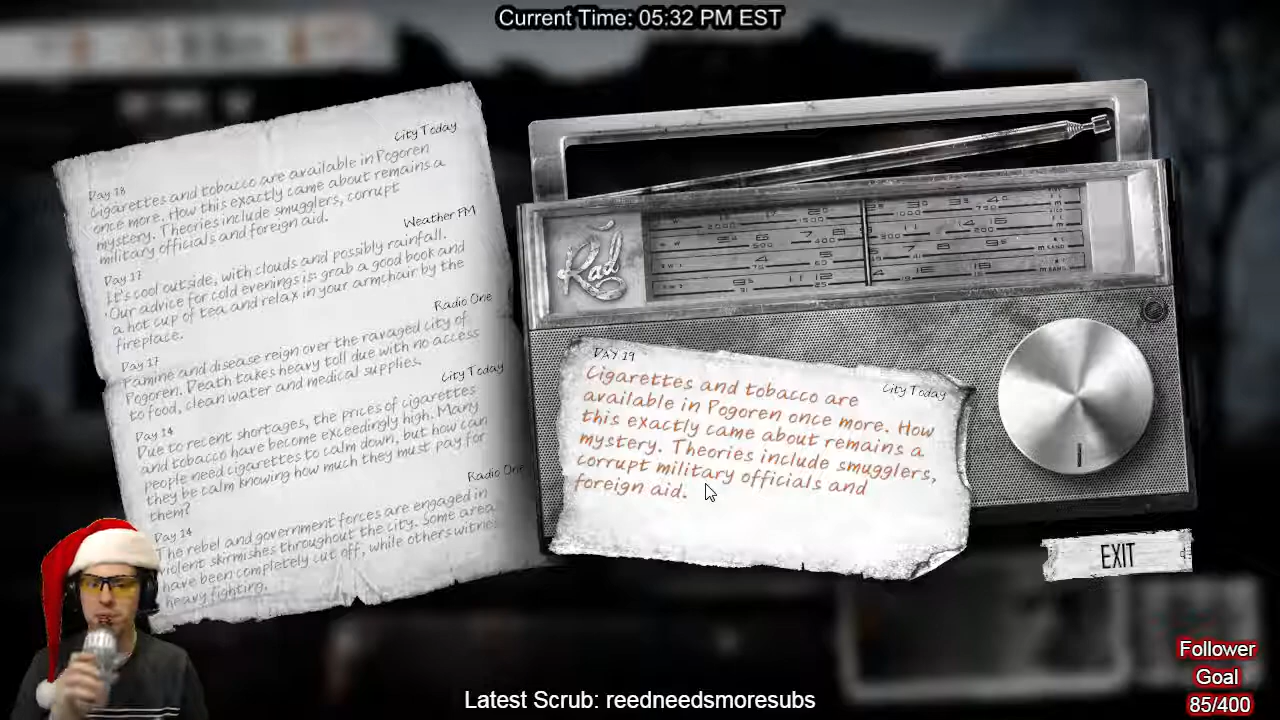 Current Time: 05:32 PM EST
City Today
Day 18
Cigarettes and tobacco are available in Pogoren
once more. How this exactly came about remains a
mystery. Theories include smugglers, corrupt
military officials and foreign aid.
Weather FM
Day 17
It's cool outside, with clouds and possibly rainfall.
Our advice for cold evenings is: grab a good book and
a hot cup of tea and relax in your armchair by the
fireplace.
Radio One
Day 17
Famine and disease reign over the ravaged city of
Pogoren. Death takes heavy toll due with no access
to food, clean water and medical supplies.
City Today
Day 14
Due to recent shortages, the prices of cigarettes
and tobacco have become exceedingly high. Many
people need cigarettes to calm down, but how can
they be calm knowing how much they must pay for
them?
Radio One
Day 14
The rebel and government forces are engaged in
violent skirmishes throughout the city. Some area
have been completely cut off, while others witnes
heavy fighting.
Rad
DAY 19
City Today
Cigarettes and tobacco are
available in Pogoren once more. How
this exactly came about remains a
mystery. Theories include smugglers,
corrupt military officials and
foreign aid.
EXIT
Follower
Goal
85/400
Latest Scrub: reedneedsmoresubs